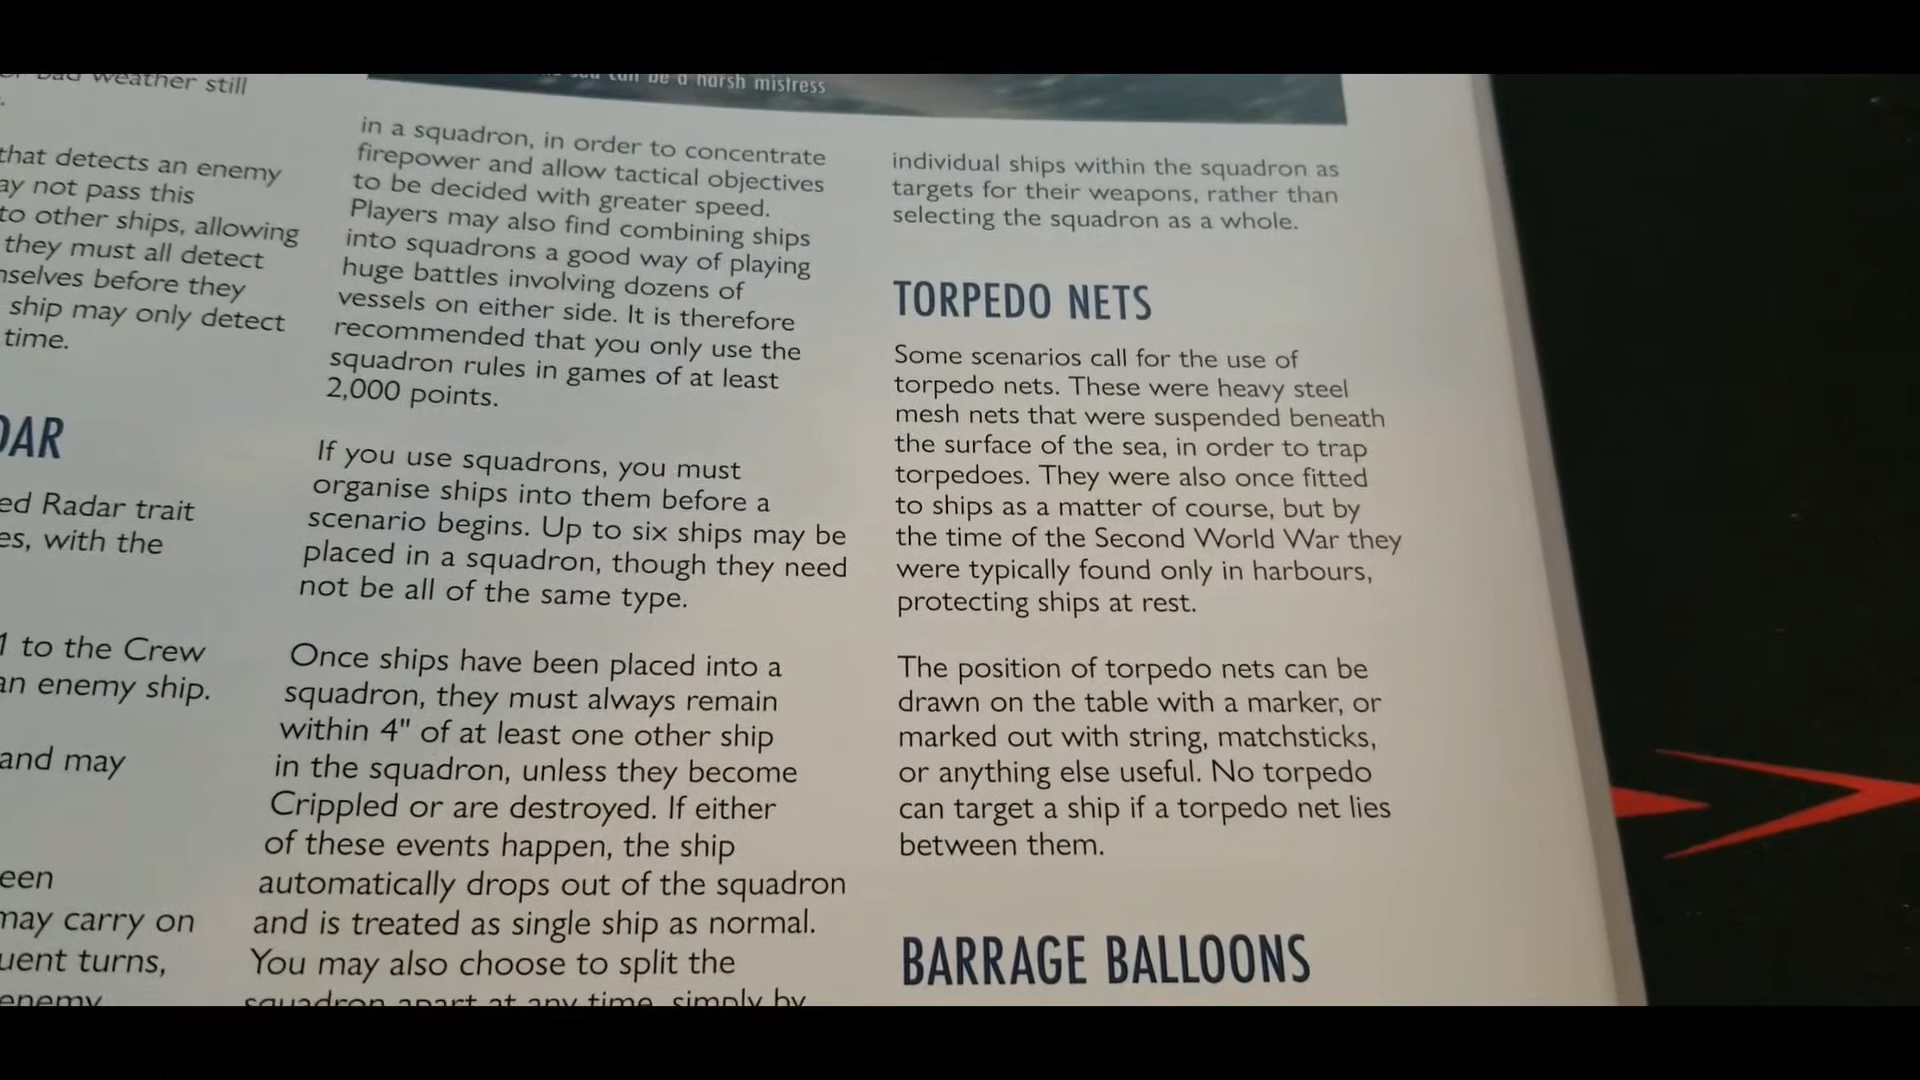 bad weather still
that detects an enemy
ay not pass this
to other ships, allowing
they must all detect
nselves before they
ship may only detect
time.
DAR
ed Radar trait
es, with the
1 to the Crew
an enemy ship.
and may
een
may carry on
uent turns,
enemy
can be a harsh mistress
in a squadron, in order to concentrate
firepower and allow tactical objectives
to be decided with greater speed.
Players may also find combining ships
into squadrons a good way of playing
huge battles involving dozens of
vessels on either side. It is therefore
recommended that you only use the
squadron rules in games of at least
2,000 points.
If you use squadrons, you must
organise ships into them before a
scenario begins. Up to six ships may be
placed in a squadron, though they need
not be all of the same type.
Once ships have been placed into a
squadron, they must always remain
within 4" of at least one other ship
in the squadron, unless they become
Crippled or are destroyed. If either
of these events happen, the ship
automatically drops out of the squadron
and is treated as single ship as normal.
You may also choose to split the
squadron apart at any time, simply by
individual ships within the squadron as
targets for their weapons, rather than
selecting the squadron as a whole.
TORPEDO NETS
Some scenarios call for the use of
torpedo nets. These were heavy steel
mesh nets that were suspended beneath
the surface of the sea, in order to trap
torpedoes. They were also once fitted
to ships as a matter of course, but by
the time of the Second World War they
were typically found only in harbours,
protecting ships at rest.
The position of torpedo nets can be
drawn on the table with a marker, or
marked out with string, matchsticks,
or anything else useful. No torpedo
can target a ship if a torpedo net lies
between them.
BARRAGE BALLOONS